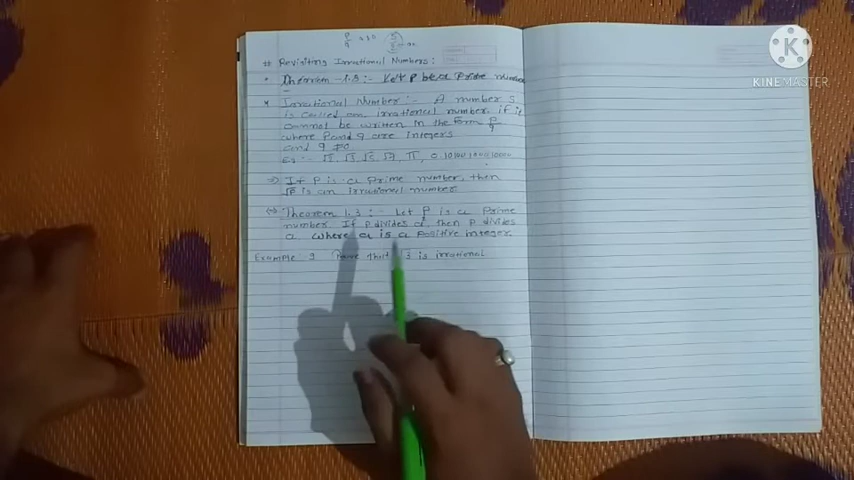 # Revisiting Irrational Numbers:
Theorem - 1.3 :- Let P be a Prime number
* Irrational Number :- A number S
is called an irrational number, if it
cannot be written in the form P/q
where P and q are Integers
and q ≠ 0.
Eg :- √2, √3, π,
=> If P is a Prime number, then
√P is an Irrational number
Theorem 1.3 :- Let P is a Prime
number. If P divides a², then P divides
a. where a is a Positive integer.
Example 9 Prove that √3 is irrational
K
KINEMASTER